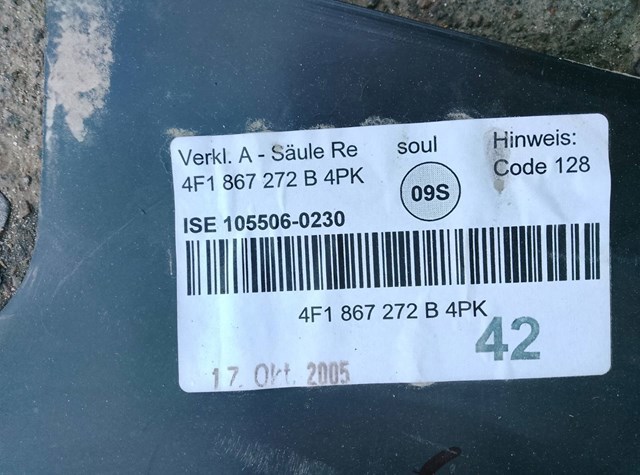 Verkl. A - Säule Re
soul
Hinweis:
4F1 867 272 B 4PK
Code 128
09S
ISE 105506-0230
4F1 867 272 B 4PK
42
17. Okt. 2005